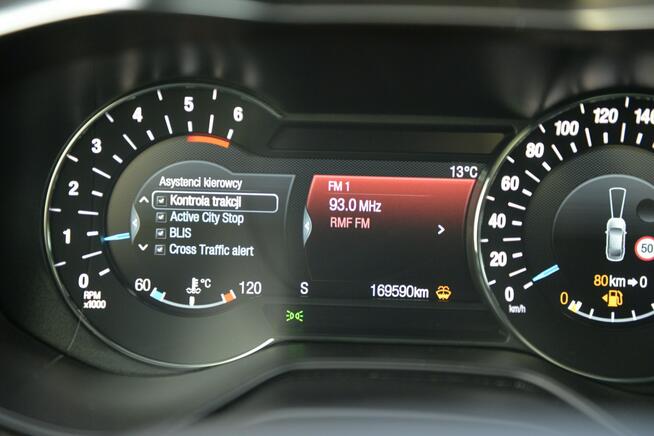 6
5
4
3
2
1
0
RPM
x1000
Asystenci kierowcy
Kontrola trakcji
Active City Stop
BLIS
Cross Traffic alert
60 °C 120
13°C
FM 1
93.0 MHz
RMF FM
S 169590km
140
120
100
80
60
40
20
0
km/h
50
80km→0
0